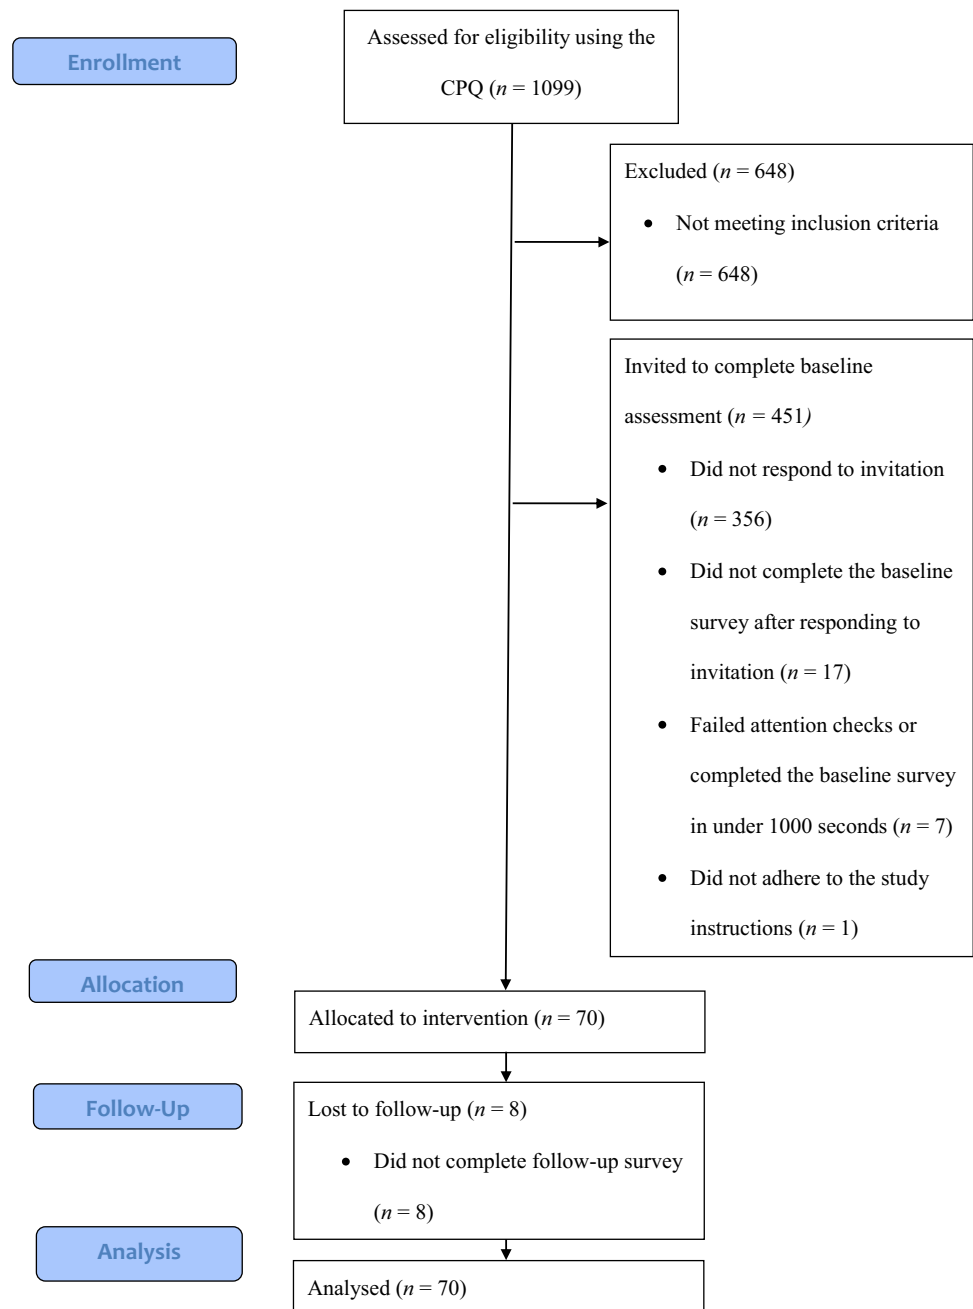 Enrollment
Assessed for eligibility using the
CPQ (n = 1099)
Excluded (n = 648)
• Not meeting inclusion criteria
(n = 648)
Invited to complete baseline
assessment (n = 451)
• Did not respond to invitation
(n = 356)
• Did not complete the baseline
survey after responding to
invitation (n = 17)
• Failed attention checks or
completed the baseline survey
in under 1000 seconds (n = 7)
• Did not adhere to the study
instructions (n = 1)
Allocation
Allocated to intervention (n = 70)
Follow-Up
Lost to follow-up (n = 8)
• Did not complete follow-up survey
(n = 8)
Analysis
Analysed (n = 70)